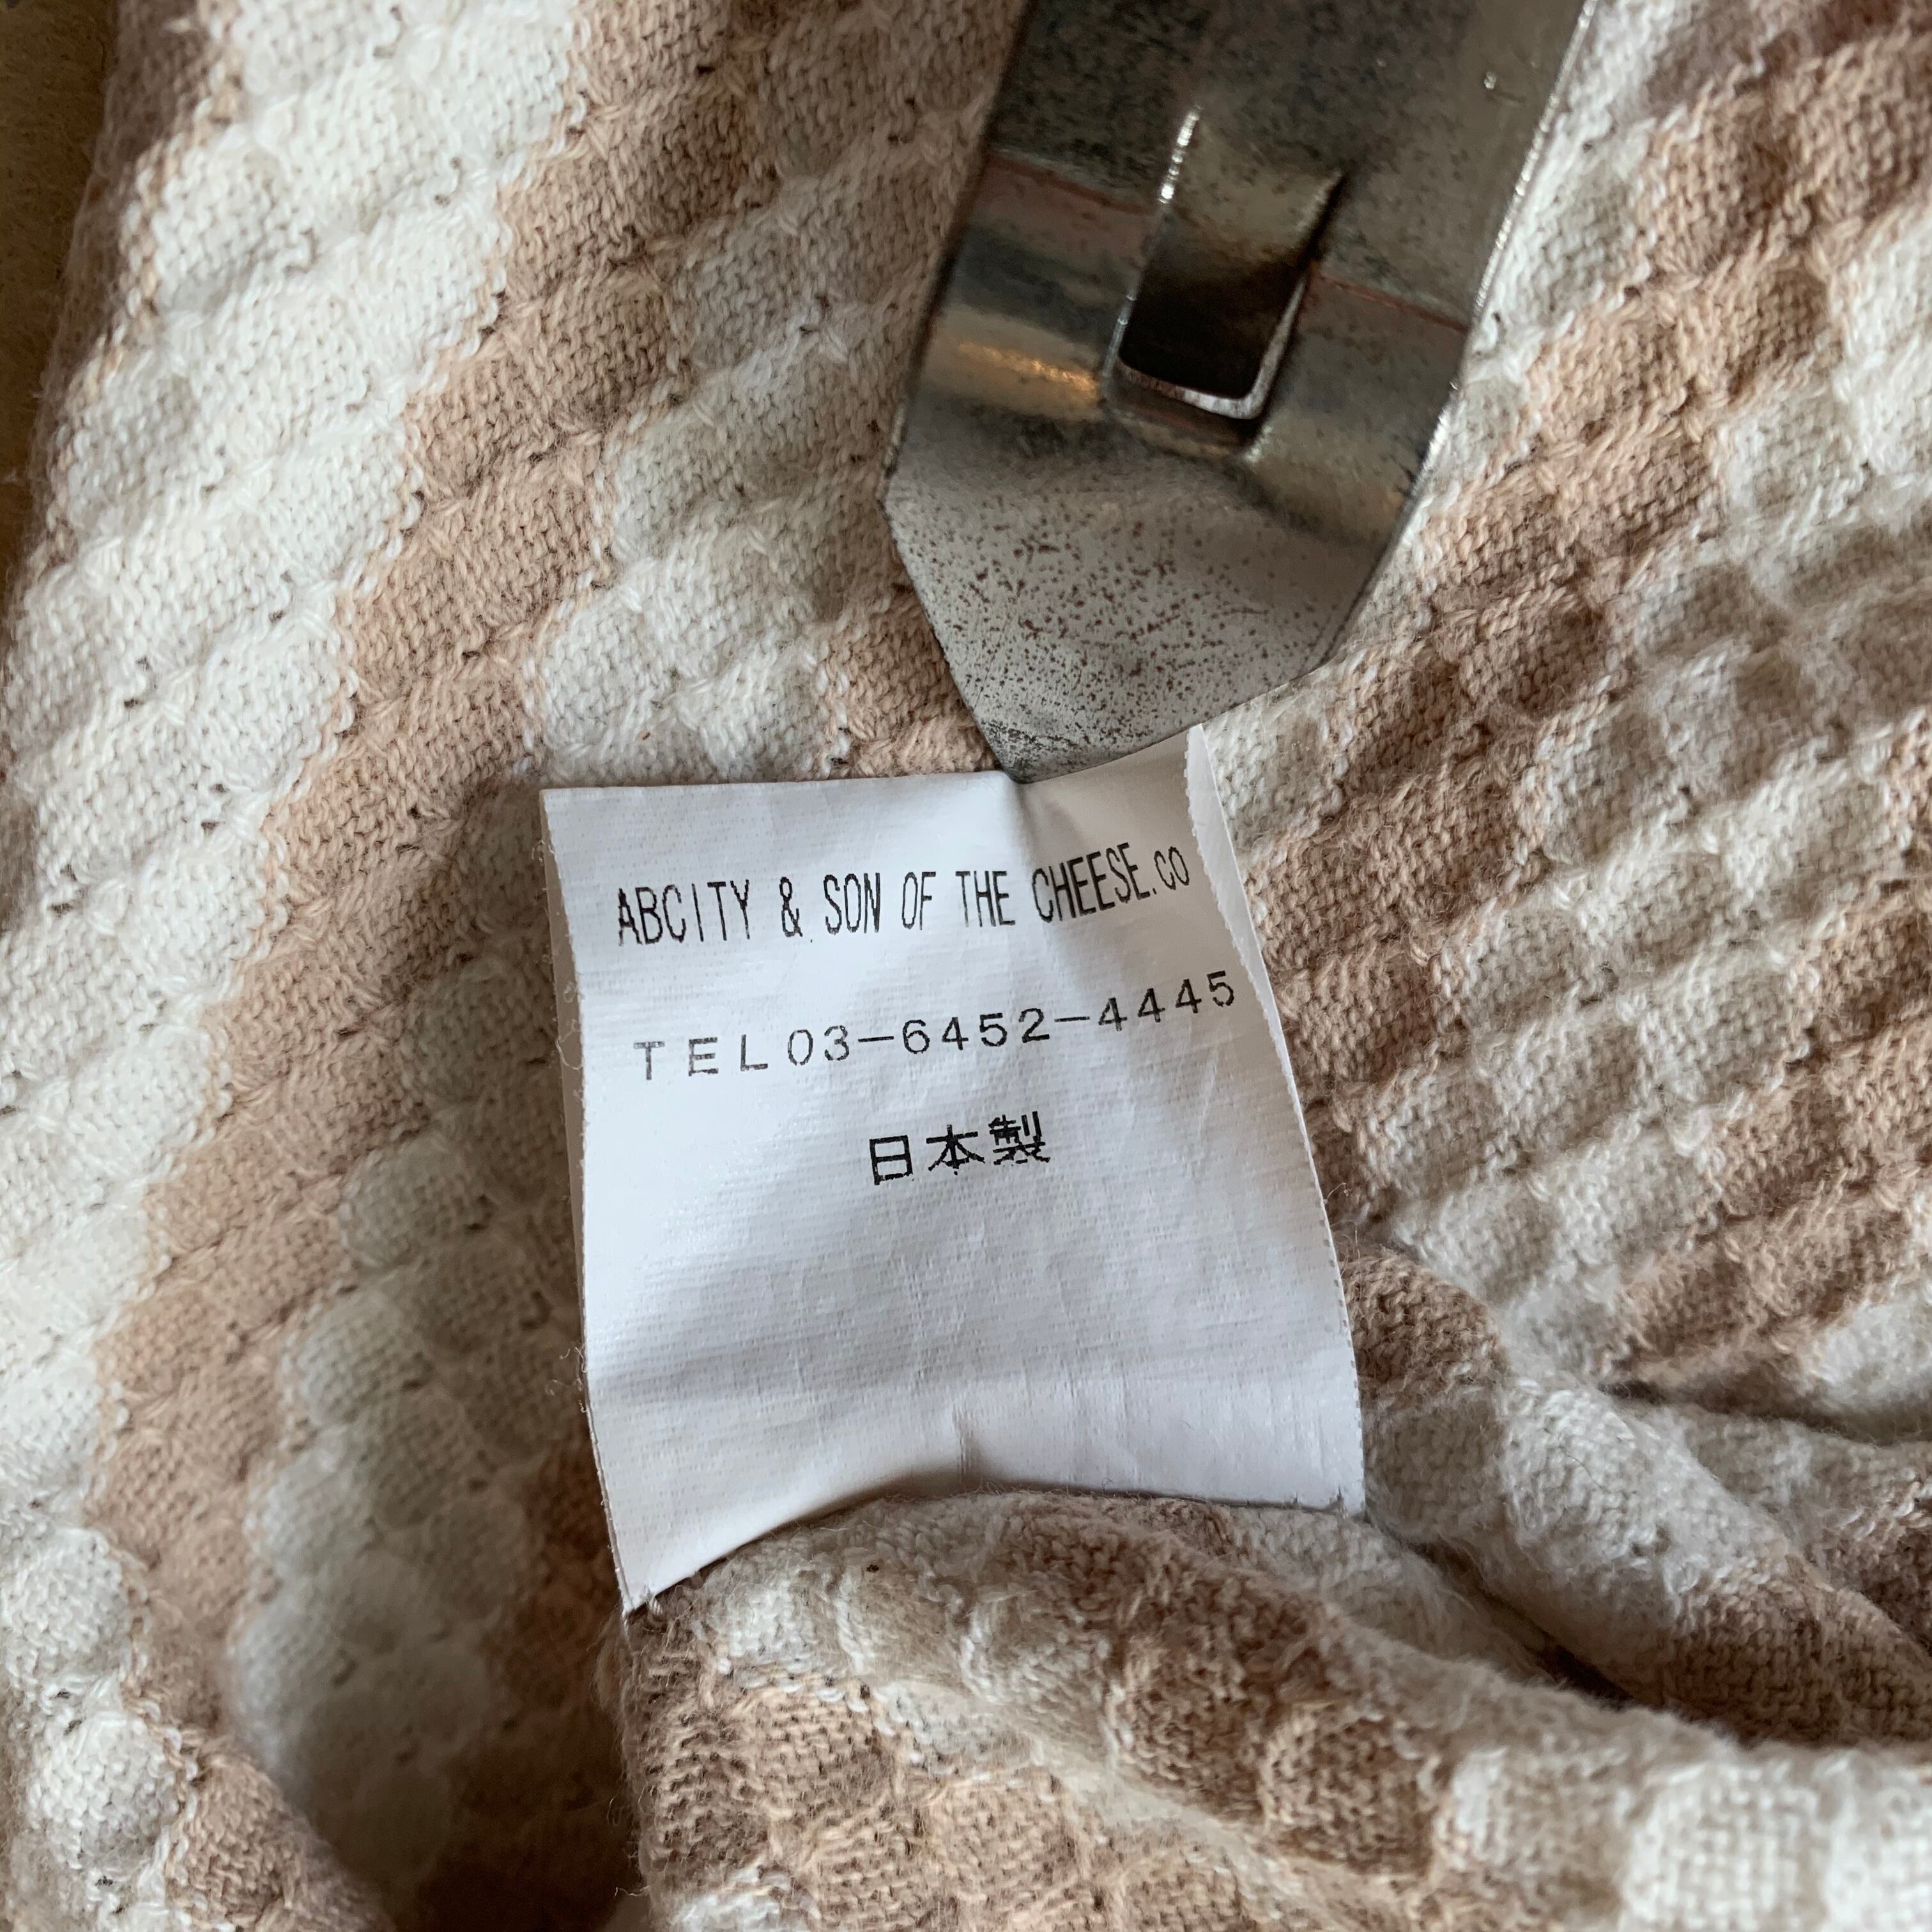 ABCITY & SON OF THE CHEESE.CO
TEL03-6452-4445
日本製